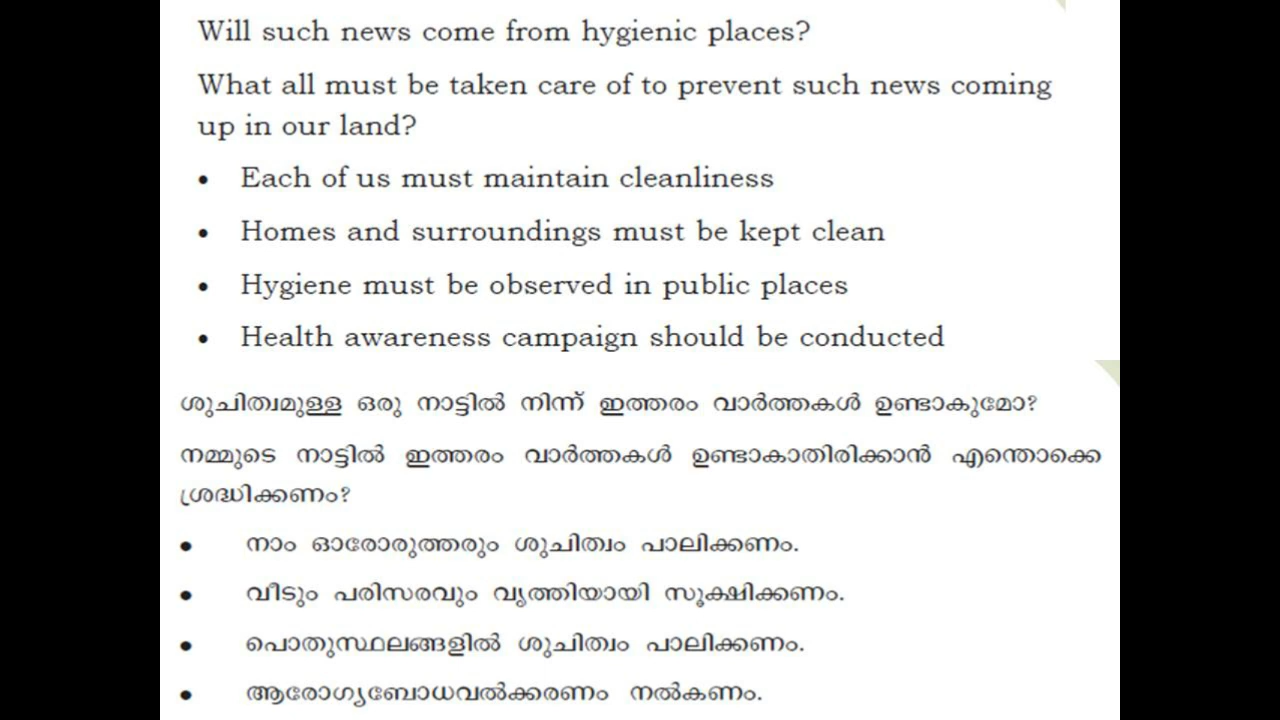 Will such news come from hygienic places?
What all must be taken care of to prevent such news coming
up in our land?
• Each of us must maintain cleanliness
• Homes and surroundings must be kept clean
• Hygiene must be observed in public places
• Health awareness campaign should be conducted
ശുചിത്വമുള്ള ഒരു നാട്ടിൽ നിന്ന് ഇത്തരം വാർത്തകൾ ഉണ്ടാകുമോ?
നമ്മുടെ നാട്ടിൽ ഇത്തരം വാർത്തകൾ ഉണ്ടാകാതിരിക്കാൻ എന്തൊക്കെ
ശ്രദ്ധിക്കണം?
• നാം ഓരോരുത്തരും ശുചിത്വം പാലിക്കണം.
• വീടും പരിസരവും വൃത്തിയായി സൂക്ഷിക്കണം.
• പൊതുസ്ഥലങ്ങളിൽ ശുചിത്വം പാലിക്കണം.
• ആരോഗ്യബോധവൽക്കരണം നൽകണം.